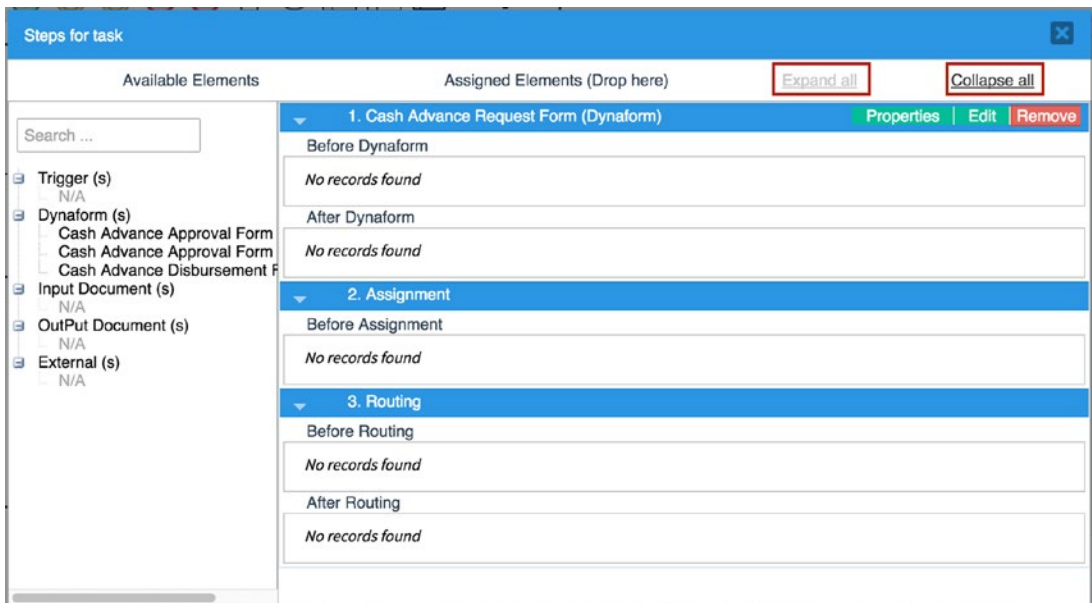 Steps for task
Available Elements
Assigned Elements (Drop here)
Expand all
Collapse all
Search ...
Trigger (s)
N/A
Dynaform (s)
Cash Advance Approval Form
Cash Advance Approval Form
Cash Advance Disbursement F
Input Document (s)
N/A
OutPut Document (s)
N/A
External (s)
N/A
1. Cash Advance Request Form (Dynaform)
Properties
Edit
Remove
Before Dynaform
No records found
After Dynaform
No records found
2. Assignment
Before Assignment
No records found
3. Routing
Before Routing
No records found
After Routing
No records found